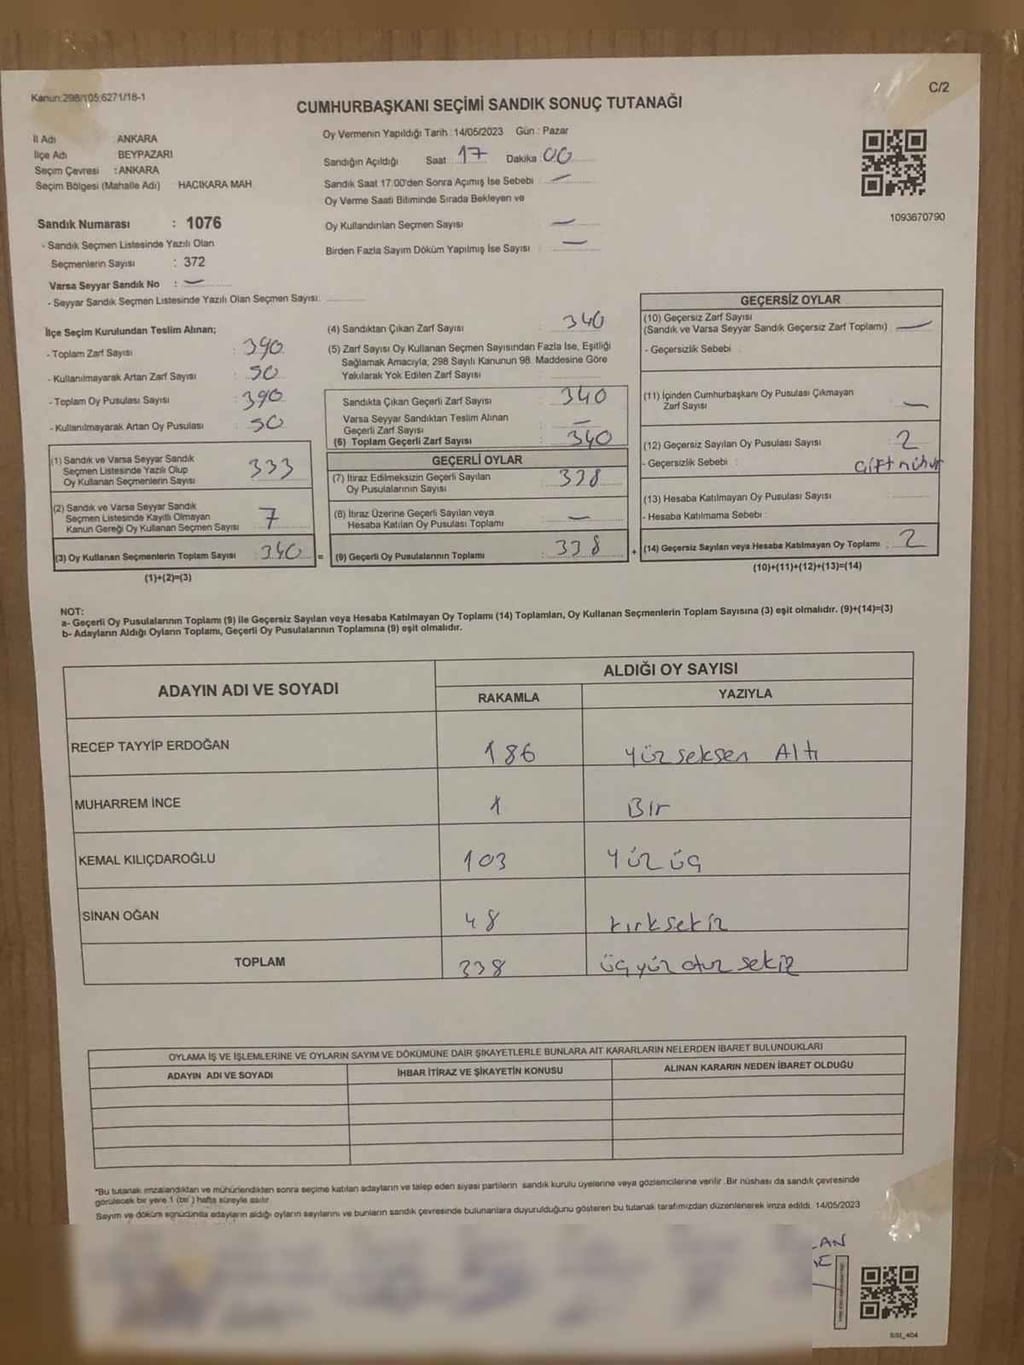 Kanun:298/105;6271/18-1
C/2
CUMHURBAŞKANI SEÇİMİ SANDIK SONUÇ TUTANAĞI
İl Adı ANKARA
İlçe Adı BEYPAZARI
Seçim Çevresi : ANKARA
Seçim Bölgesi (Mahalle Adı) HACIKARA MAH
Oy Vermenin Yapıldığı Tarih : 14/05/2023 Gün : Pazar
Sandığın Açıldığı Saat 17 Dakika 00
Sandık Saat 17:00'den Sonra Açımış İse Sebebi —
Oy Verme Saati Bitiminde Sırada Bekleyen ve
Oy Kullandırılan Seçmen Sayısı —
Birden Fazla Sayım Döküm Yapılmış İse Sayısı —
1093670790
Sandık Numarası : 1076
- Sandık Seçmen Listesinde Yazılı Olan
Seçmenlerin Sayısı : 372
Varsa Seyyar Sandık No : —
- Seyyar Sandık Seçmen Listesinde Yazılı Olan Seçmen Sayısı:
İlçe Seçim Kurulundan Teslim Alınan;
- Toplam Zarf Sayısı : 390
- Kullanılmayarak Artan Zarf Sayısı : 50
- Toplam Oy Pusulası Sayısı : 390
- Kullanılmayarak Artan Oy Pusulası : 50
(1) Sandık ve Varsa Seyyar Sandık
Seçmen Listesinde Yazılı Olup
Oy Kullanan Seçmenlerin Sayısı : 333
(2) Sandık ve Varsa Seyyar Sandık
Seçmen Listesinde Kayıtlı Olmayan
Kanun Gereği Oy Kullanan Seçmen Sayısı : 7
(3) Oy Kullanan Seçmenlerin Toplam Sayısı : 340 =
(1)+(2)=(3)
(4) Sandıktan Çıkan Zarf Sayısı : 340
(5) Zarf Sayısı Oy Kullanan Seçmen Sayısından Fazla İse, Eşitliği
Sağlamak Amacıyla; 298 Sayılı Kanunun 98. Maddesine Göre
Yakılarak Yok Edilen Zarf Sayısı :
Sandıkta Çıkan Geçerli Zarf Sayısı : 340
Varsa Seyyar Sandıktan Teslim Alınan
Geçerli Zarf Sayısı : —
(6) Toplam Geçerli Zarf Sayısı : 340
GEÇERLİ OYLAR
(7) İtiraz Edilmeksizin Geçerli Sayılan
Oy Pusulalarının Sayısı : 338
(8) İtiraz Üzerine Geçerli Sayılan veya
Hesaba Katılan Oy Pusulası Toplamı : —
(9) Geçerli Oy Pusulalarının Toplamı : 338 +
GEÇERSİZ OYLAR
(10) Geçersiz Zarf Sayısı
(Sandık ve Varsa Seyyar Sandık Geçersiz Zarf Toplamı) : —
- Geçersizlik Sebebi :
(11) İçinden Cumhurbaşkanı Oy Pusulası Çıkmayan
Zarf Sayısı : —
(12) Geçersiz Sayılan Oy Pusulası Sayısı : 2
- Geçersizlik Sebebi : Çift mühür
(13) Hesaba Katılmayan Oy Pusulası Sayısı :
- Hesaba Katılmama Sebebi :
(14) Geçersiz Sayılan veya Hesaba Katılmayan Oy Toplamı : 2
(10)+(11)+(12)+(13)=(14)
NOT:
a- Geçerli Oy Pusulalarının Toplamı (9) ile Geçersiz Sayılan veya Hesaba Katılmayan Oy Toplamı (14) Toplamları, Oy Kullanan Seçmenlerin Toplam Sayısına (3) eşit olmalıdır. (9)+(14)=(3)
b- Adayların Aldığı Oyların Toplamı, Geçerli Oy Pusulalarının Toplamına (9) eşit olmalıdır.
ADAYIN ADI VE SOYADI ALDIĞI OY SAYISI
RAKAMLA YAZIYLA
RECEP TAYYİP ERDOĞAN 186 Yüz seksen Altı
MUHARREM İNCE 1 Bir
KEMAL KILIÇDAROĞLU 103 Yüz üç
SİNAN OĞAN 48 kırksekiz
TOPLAM 338 üçyüz otuz sekiz
OYLAMA İŞ VE İŞLEMLERİNE VE OYLARIN SAYIM VE DÖKÜMÜNE DAİR ŞİKAYETLERLE BUNLARA AİT KARARLARIN NELERDEN İBARET BULUNDUKLARI
ADAYIN ADI VE SOYADI İHBAR İTİRAZ VE ŞİKAYETİN KONUSU ALINAN KARARIN NEDEN İBARET OLDUĞU
*Bu tutanak imzalandıktan ve mühürlendikten sonra seçime katılan adayların ve talep eden siyasi partilerin sandık kurulu üyelerine veya gözlemcilerine verilir. Bir nüshası da sandık çevresinde
görülecek bir yere 1 (bir) hafta süreyle asılır.
Sayım ve döküm sonucunda adayların aldığı oyların sayılarını ve bunların sandık çevresinde bulunanlara duyurulduğunu gösteren bu tutanak tarafımızdan düzenlenerek imza edildi. 14/05/2023